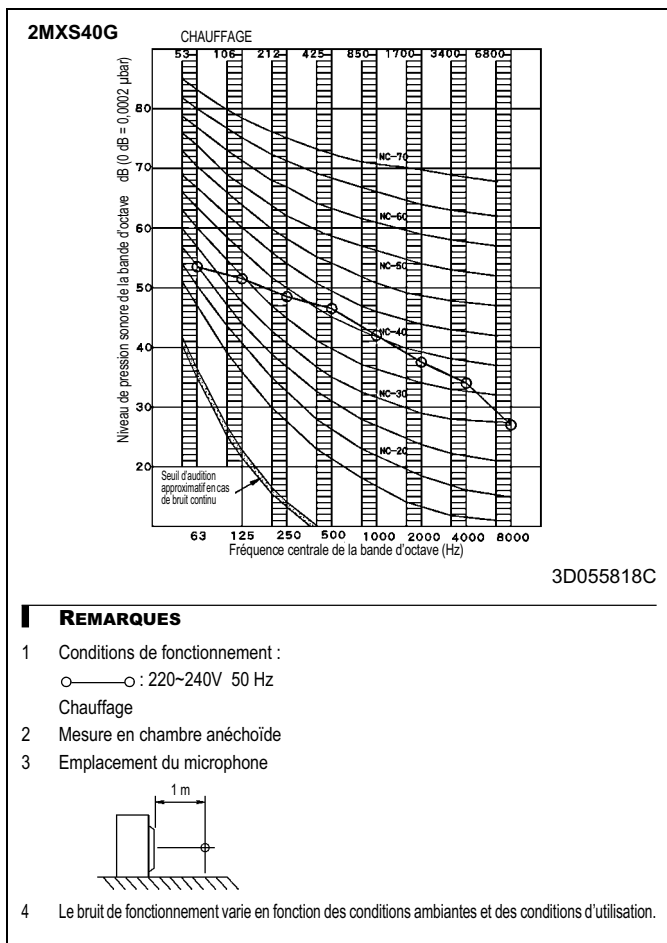 2MXS40G
CHAUFFAGE
53 106 212 425 850 1700 3400 6800
Niveau de pression sonore de la bande d'octave dB (0 dB = 0,0002 µbar)
80
70
60
50
40
30
20
NC-70
NC-60
NC-50
NC-40
NC-30
NC-20
Seuil d'audition
approximatif en cas
de bruit continu
63 125 250 500 1000 2000 4000 8000
Fréquence centrale de la bande d'octave (Hz)
3D055818C
REMARQUES
1 Conditions de fonctionnement :
: 220~240V 50 Hz
Chauffage
2 Mesure en chambre anéchoïde
3 Emplacement du microphone
1 m
4 Le bruit de fonctionnement varie en fonction des conditions ambiantes et des conditions d'utilisation.